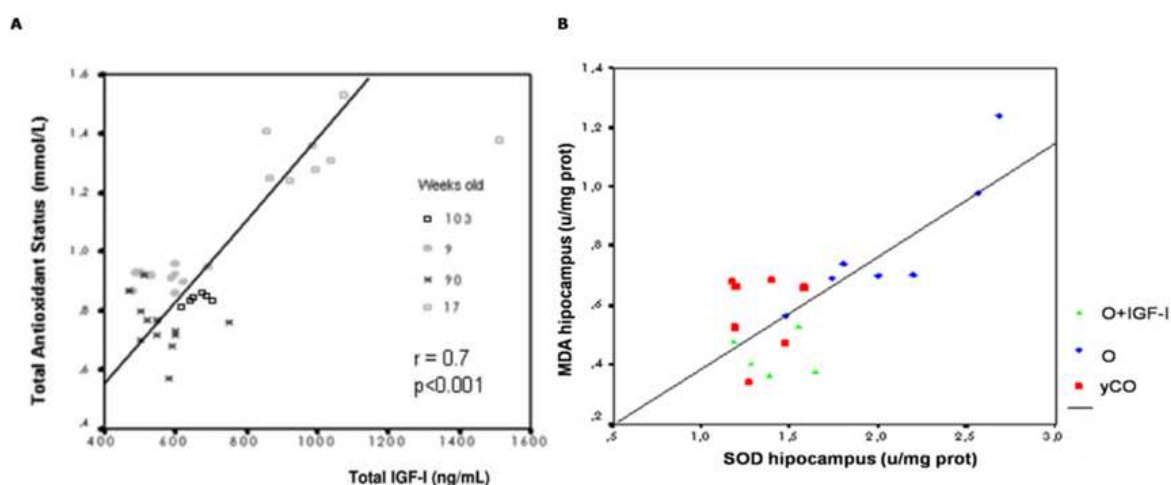 A
Total Antioxidant Status (mmol/L)
1.6
1.4
1.2
1.0
.8
.6
.4
400
600
800
1000
1200
1400
1600
Total IGF-I (ng/mL)
Weeks old
103
9
90
17
r = 0.7
p<0.001
B
MDA hipocampus (u/mg prot)
1.4
1.2
1.0
.8
.6
.4
.2
.5
1.0
1.5
2.0
2.5
3.0
SOD hipocampus (u/mg prot)
O+IGF-I
O
yCO